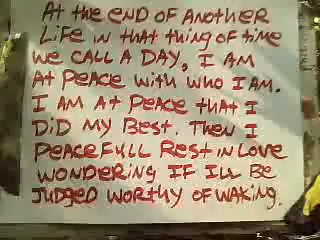 At the END OF ANOTHER
LIFE IN that thing OF time
WE CALL A DAY, I AM
At PEACE WITH WHO I AM.
I AM At PEACE that I
DID MY BEST. THEN I
PEACEFULL REST IN LOVE
WONDERING IF ILL BE
JUDGED WORTHY OF WAKING.